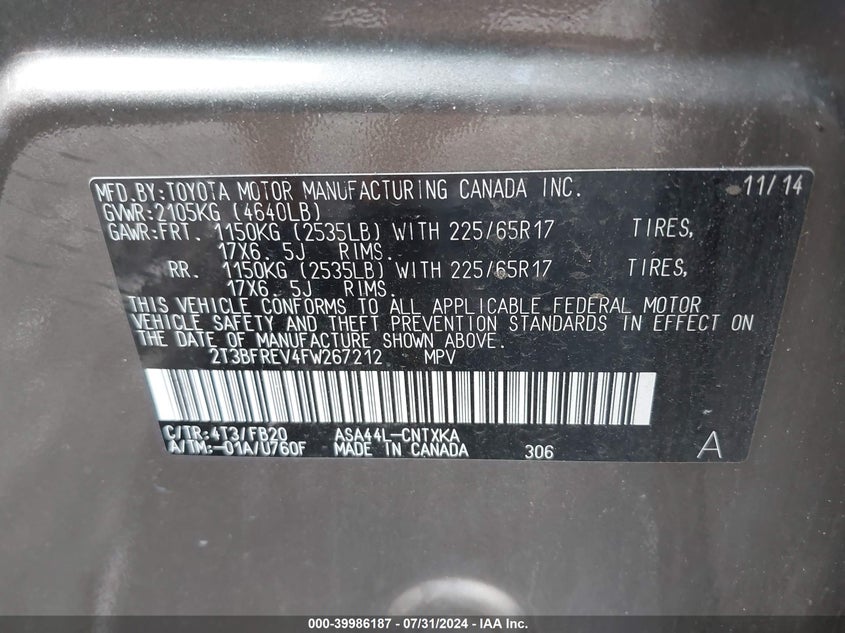 MFD.BY:TOYOTA MOTOR MANUFACTURING CANADA INC. 11/14
GVWR:2105KG (4640LB)
GAWR:FRT. 1150KG (2535LB) WITH 225/65R17 TIRES,
17X6. 5J RIMS.
RR. 1150KG (2535LB) WITH 225/65R17 TIRES,
17X6. 5J RIMS.
THIS VEHICLE CONFORMS TO ALL APPLICABLE FEDERAL MOTOR
VEHICLE SAFETY AND THEFT PREVENTION STANDARDS IN EFFECT ON
THE DATE OF MANUFACTURE SHOWN ABOVE.
2T3BFREV4FW267212 MPV
C/TR:4T3/FB20 ASA44L-CNTXKA
A/TM:-01A/U760F MADE IN CANADA 306 A
000-39986187 - 07/31/2024 - IAA Inc.